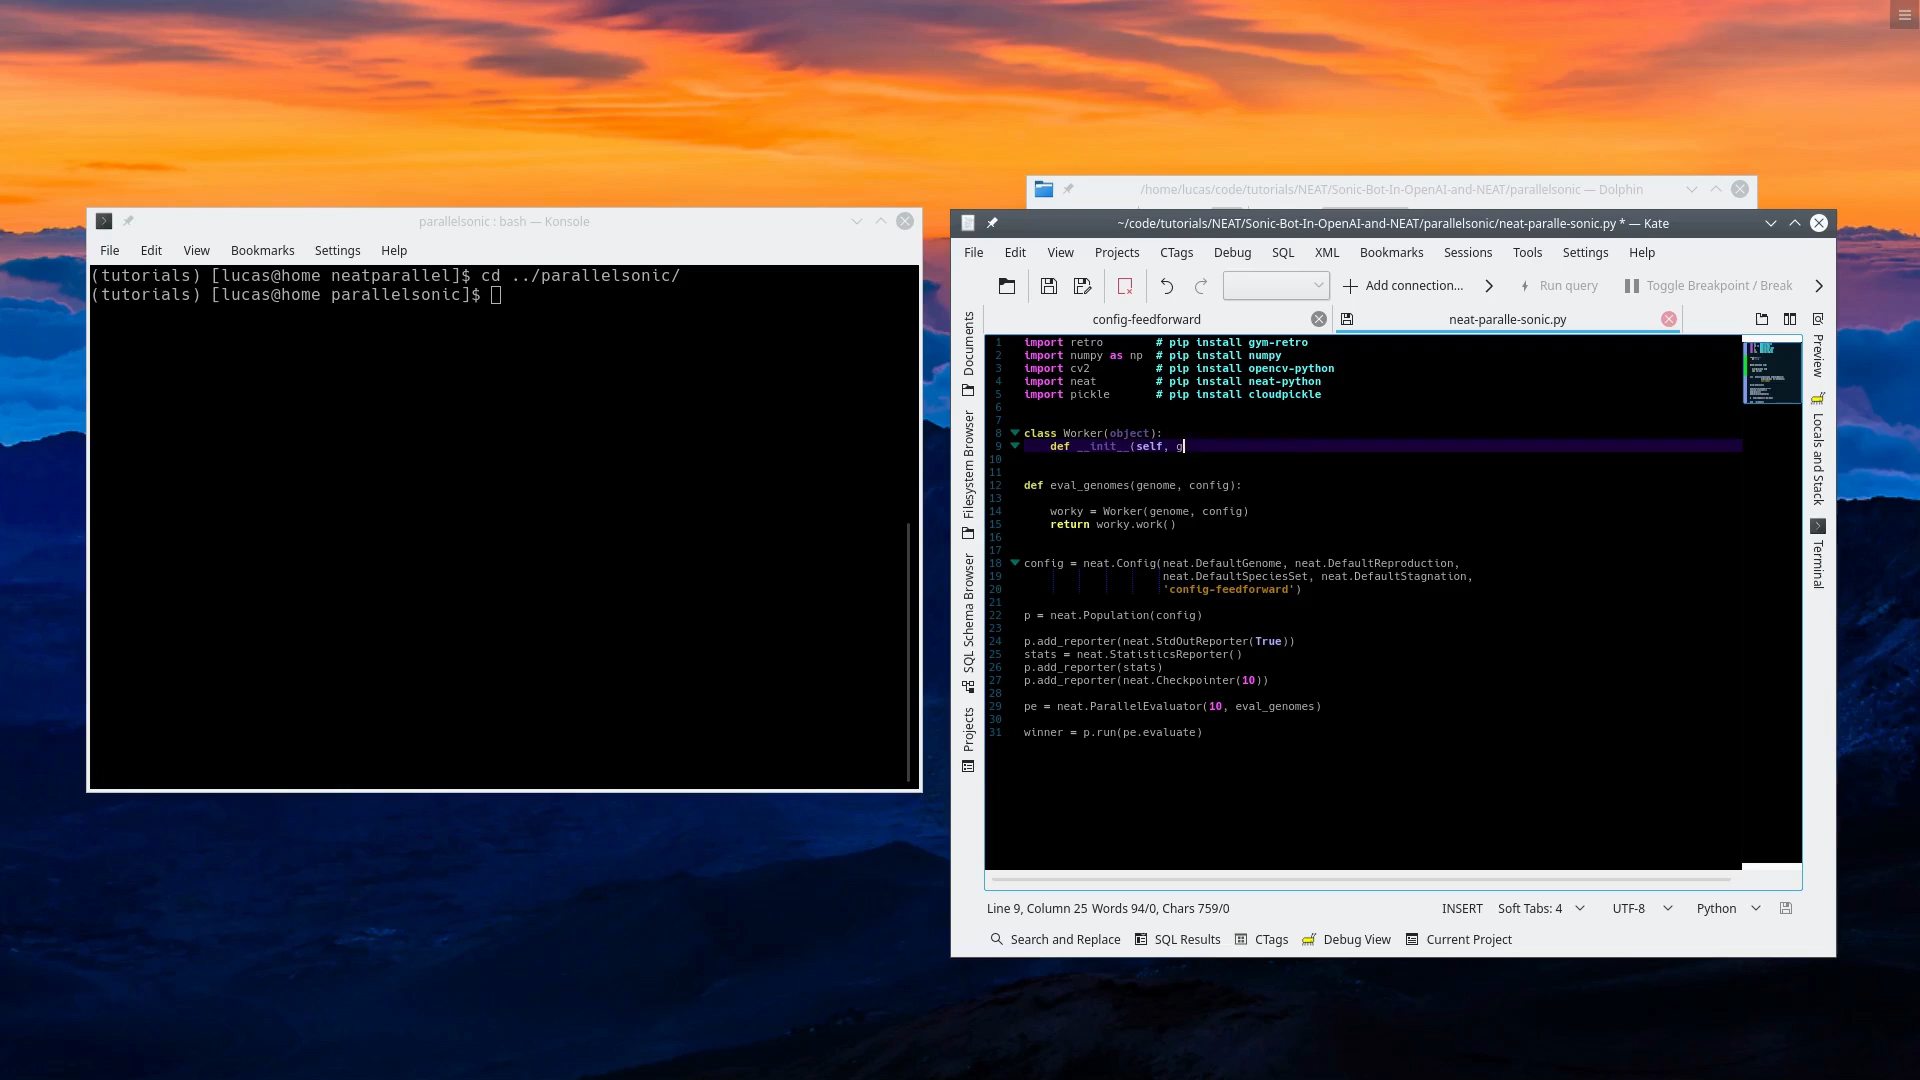 /home/lucas/code/tutorials/NEAT/Sonic-Bot-In-OpenAI-and-NEAT/parallelsonic — Dolphin
parallelsonic : bash — Konsole
File Edit View Bookmarks Settings Help
(tutorials) [lucas@home neatparallel]$ cd ../parallelsonic/
(tutorials) [lucas@home parallelsonic]$
~/code/tutorials/NEAT/Sonic-Bot-In-OpenAI-and-NEAT/parallelsonic/neat-paralle-sonic.py * — Kate
File Edit View Projects CTags Debug SQL XML Bookmarks Sessions Tools Settings Help
Add connection... Run query Toggle Breakpoint / Break
config-feedforward neat-paralle-sonic.py
Documents
Filesystem Browser
SQL Schema Browser
Projects
1 import retro # pip install gym-retro
2 import numpy as np # pip install numpy
3 import cv2 # pip install opencv-python
4 import neat # pip install neat-python
5 import pickle # pip install cloudpickle
6
7
8 class Worker(object):
9 def __init__(self, g
10
11
12 def eval_genomes(genome, config):
13
14 worky = Worker(genome, config)
15 return worky.work()
16
17
18 config = neat.Config(neat.DefaultGenome, neat.DefaultReproduction,
19 neat.DefaultSpeciesSet, neat.DefaultStagnation,
20 'config-feedforward')
21
22 p = neat.Population(config)
23
24 p.add_reporter(neat.StdOutReporter(True))
25 stats = neat.StatisticsReporter()
26 p.add_reporter(stats)
27 p.add_reporter(neat.Checkpointer(10))
28
29 pe = neat.ParallelEvaluator(10, eval_genomes)
30
31 winner = p.run(pe.evaluate)
Preview
Locals and Stack
Terminal
Line 9, Column 25 Words 94/0, Chars 759/0 INSERT Soft Tabs: 4 UTF-8 Python
Search and Replace SQL Results CTags Debug View Current Project